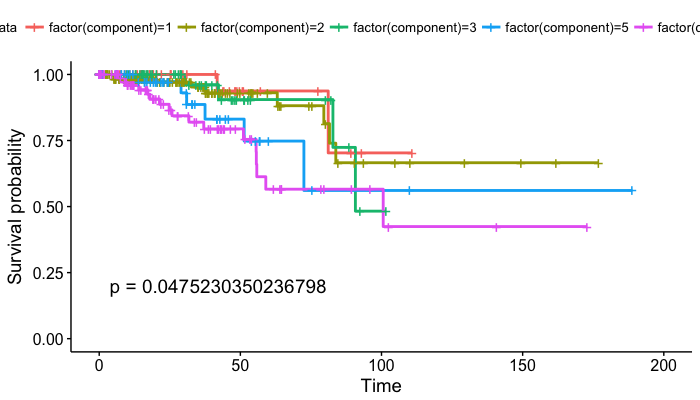 ata factor(component)=1 factor(component)=2 factor(component)=3 factor(component)=5 factor(c
1.00
0.75
0.50
0.25
0.00
Survival probability
p = 0.0475230350236798
0 50 100 150 200
Time